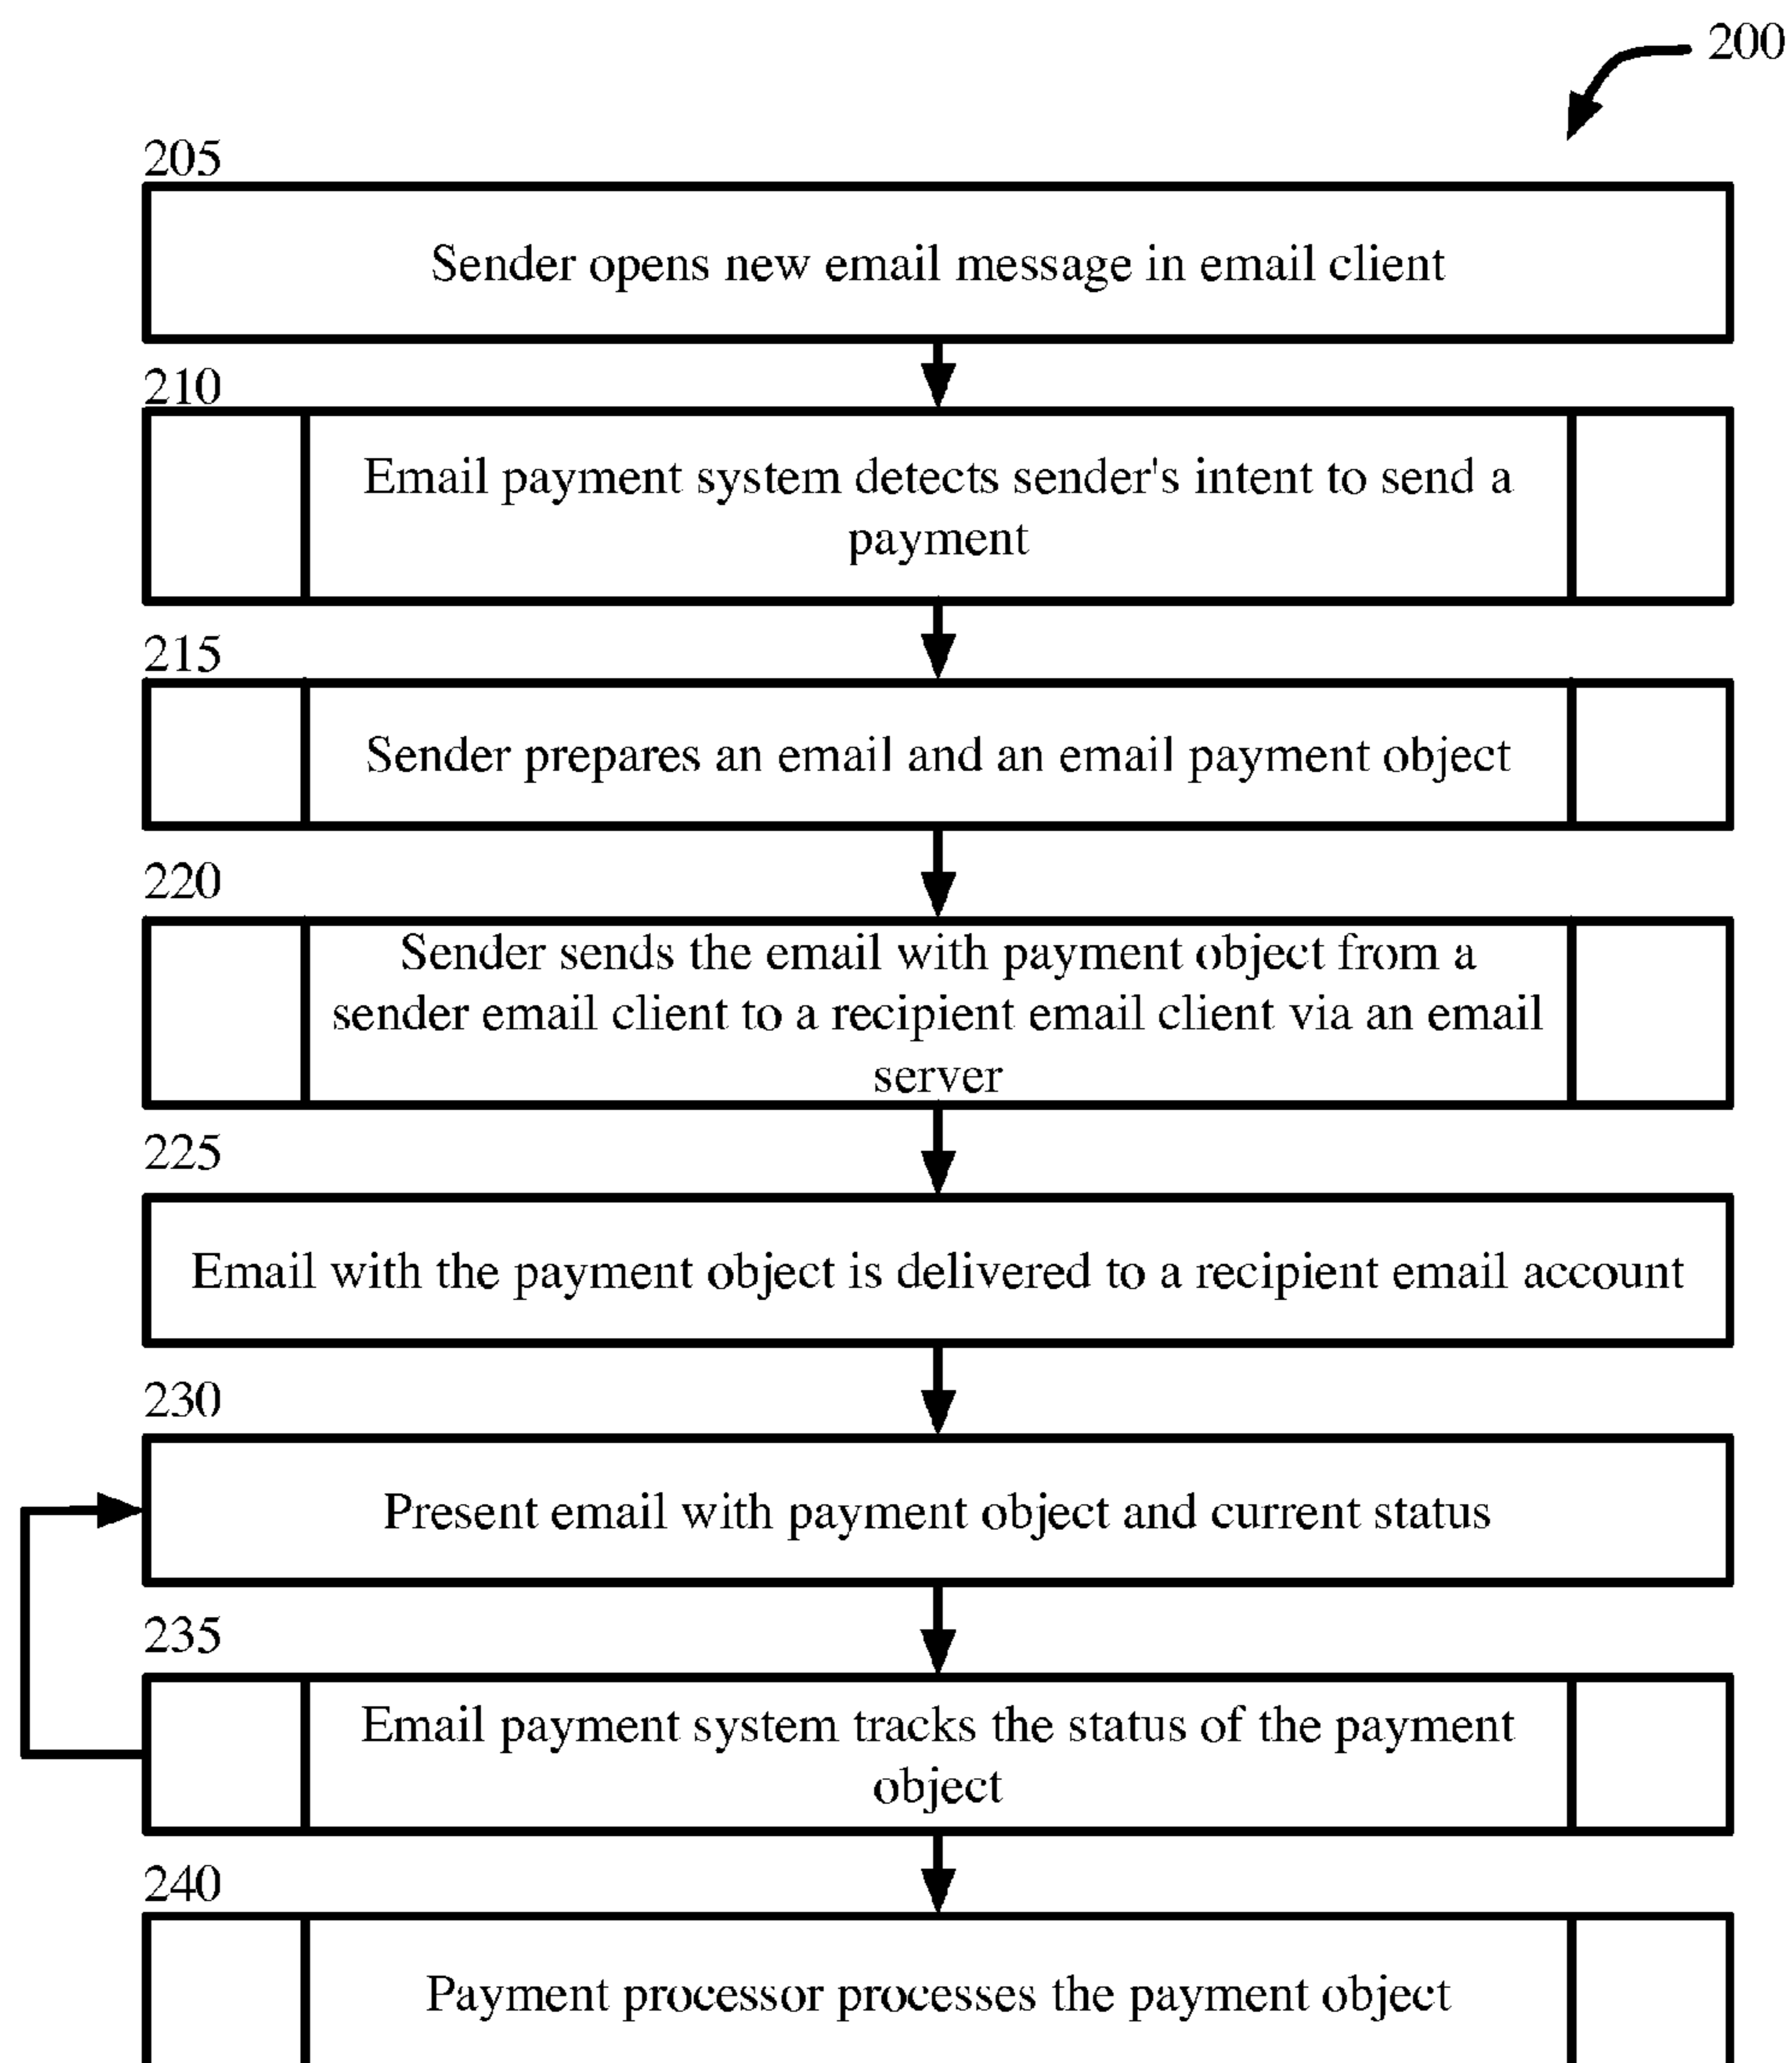 200
205
Sender opens new email message in email client
210
Email payment system detects sender's intent to send a
payment
215
Sender prepares an email and an email payment object
220
Sender sends the email with payment object from a
sender email client to a recipient email client via an email
server
225
Email with the payment object is delivered to a recipient email account
230
Present email with payment object and current status
235
Email payment system tracks the status of the payment
object
240
Payment processor processes the payment object